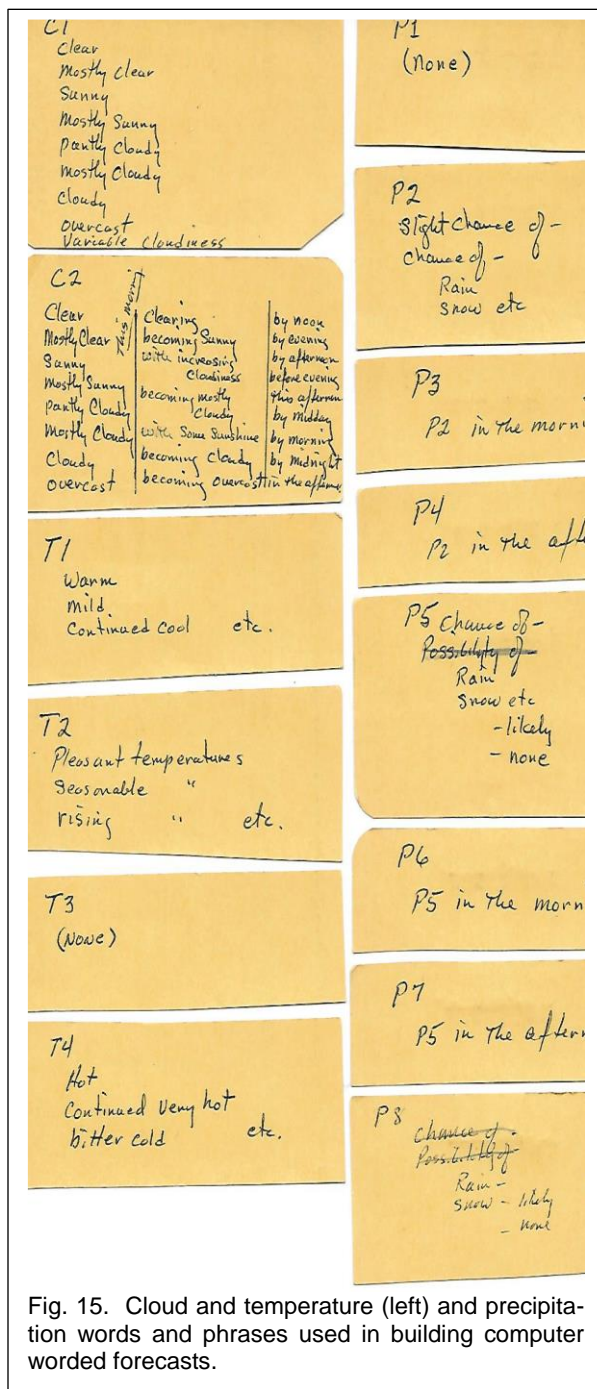 C1
Clear
Mostly Clear
Sunny
Mostly Sunny
partly Cloudy
mostly Cloudy
Cloudy
overcast
Variable Cloudiness
C2
This morni
Clear Clearing by noon
Mostly Clear becoming Sunny by evening
Sunny with increasing Cloudiness by afternoon
Mostly Sunny becoming mostly Cloudy before evening
partly Cloudy this afternoon
Mostly Cloudy with Some Sunshine by midday
Cloudy becoming Cloudy by morning
overcast becoming overcast by midnight
in the afterno
T1
Warm
Mild
Continued cool etc.
T2
Pleasant temperatures
Seasonable "
rising " etc.
T3
(None)
T4
Hot
Continued very hot
bitter cold etc.
P1
(none)
P2
Slight Chance of -
Chance of -
Rain
Snow etc
P3
P2 in the morni
P4
P2 in the afte
P5 Chance of -
Possibility of -
Rain
Snow etc
- likely
- none
P6
P5 in the morn
P7
P5 in the aftern
P8
Chance of -
Possibility of
Rain -
Snow - likely
- none
Fig. 15. Cloud and temperature (left) and precipita-
tion words and phrases used in building computer
worded forecasts.